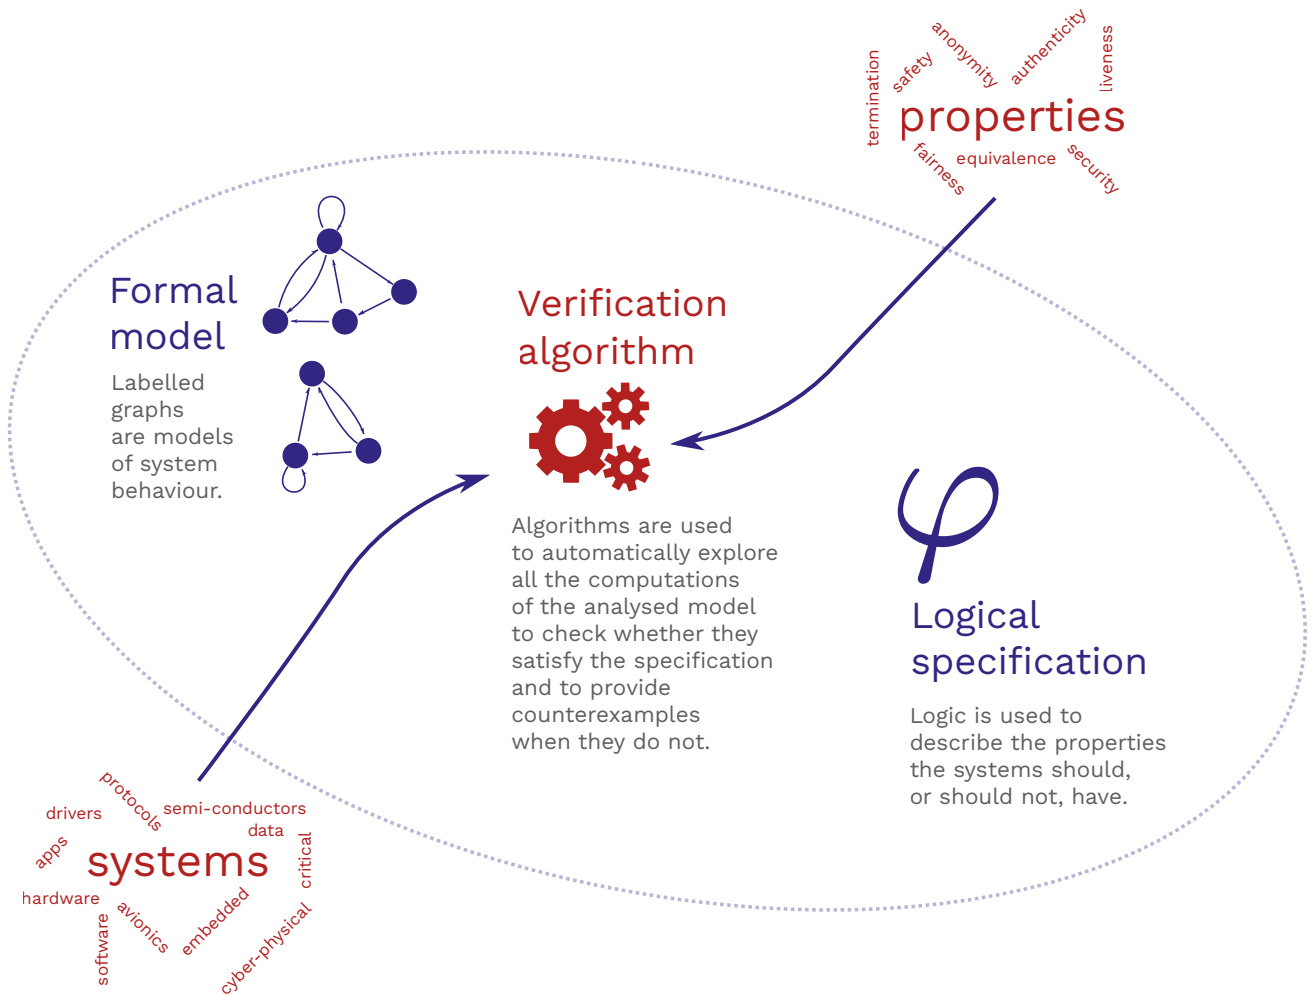 authenticity
anonymity
liveness
safety
termination
properties
equivalence
fairness
security
Formal
model
Labelled
graphs
are models
of system
behaviour.
Verification
algorithm
Algorithms are used
to automatically explore
all the computations
of the analysed model
to check whether they
satisfy the specification
and to provide
counterexamples
when they do not.
φ
Logical
specification
Logic is used to
describe the properties
the systems should,
or should not, have.
protocols
semi-conductors
drivers
data
apps
systems
critical
hardware
avionics
embedded
software
cyber-physical